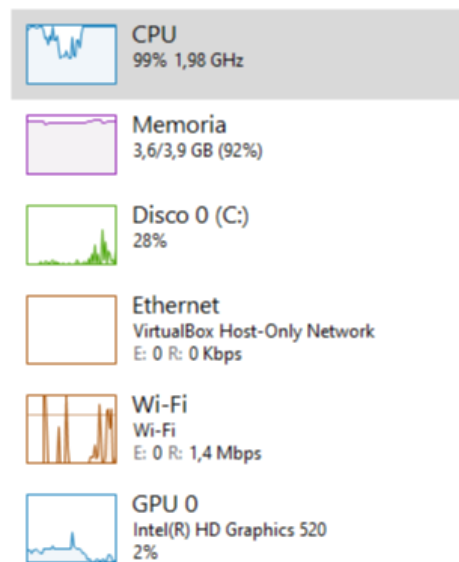 CPU
99% 1,98 GHz
Memoria
3,6/3,9 GB (92%)
Disco 0 (C:)
28%
Ethernet
VirtualBox Host-Only Network
E: 0 R: 0 Kbps
Wi-Fi
Wi-Fi
E: 0 R: 1,4 Mbps
GPU 0
Intel(R) HD Graphics 520
2%